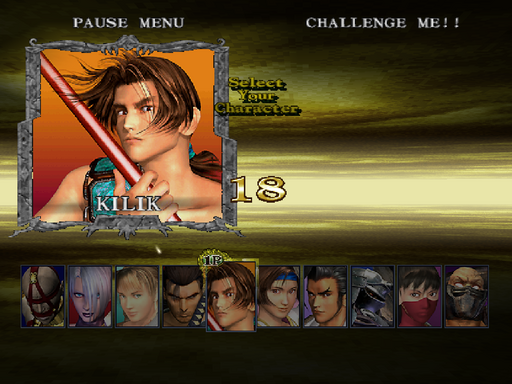 PAUSE MENU
CHALLENGE ME!!
Select
Your
Character
18
KILIK
1P